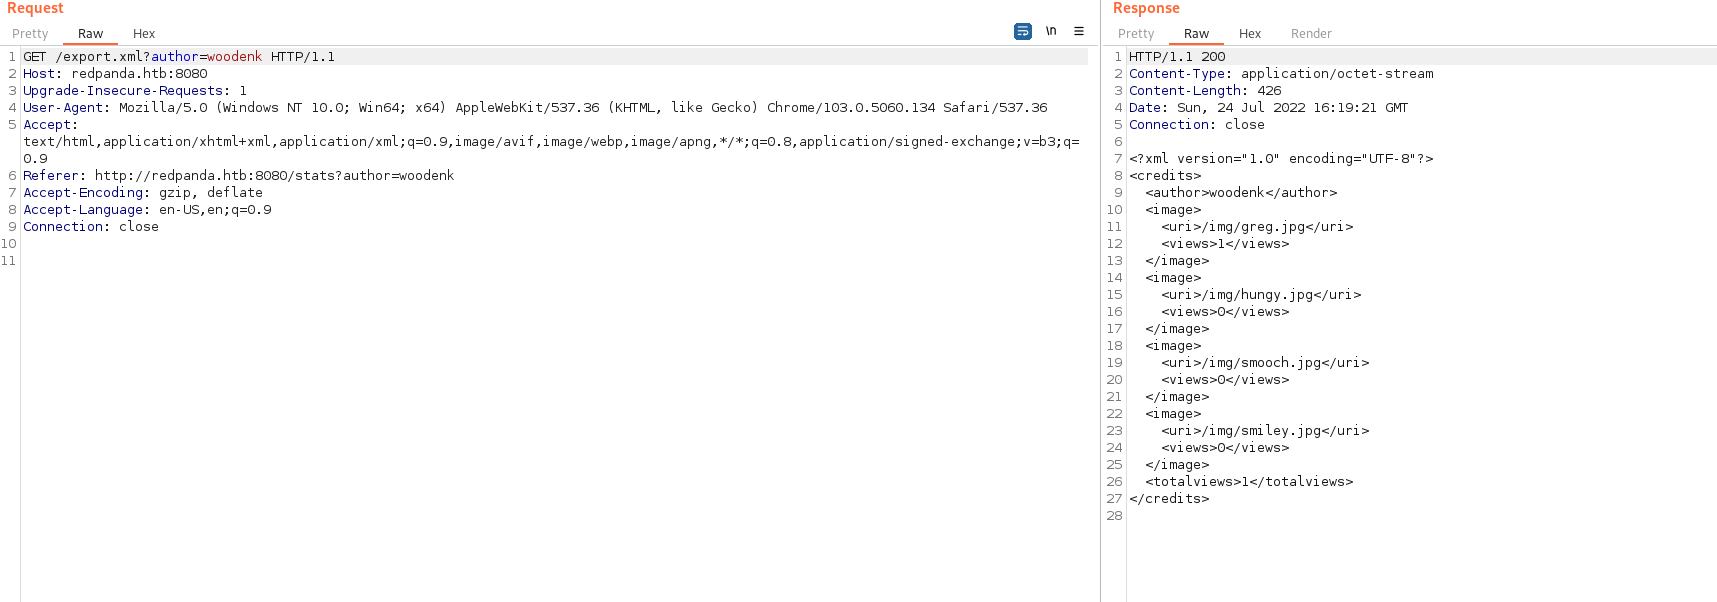 Request
Pretty Raw Hex
\n
1 GET /export.xml?author=woodenk HTTP/1.1
2 Host: redpanda.htb:8080
3 Upgrade-Insecure-Requests: 1
4 User-Agent: Mozilla/5.0 (Windows NT 10.0; Win64; x64) AppleWebKit/537.36 (KHTML, like Gecko) Chrome/103.0.5060.134 Safari/537.36
5 Accept:
text/html,application/xhtml+xml,application/xml;q=0.9,image/avif,image/webp,image/apng,*/*;q=0.8,application/signed-exchange;v=b3;q=
0.9
6 Referer: http://redpanda.htb:8080/stats?author=woodenk
7 Accept-Encoding: gzip, deflate
8 Accept-Language: en-US,en;q=0.9
9 Connection: close
10
11
Response
Pretty Raw Hex Render
1 HTTP/1.1 200
2 Content-Type: application/octet-stream
3 Content-Length: 426
4 Date: Sun, 24 Jul 2022 16:19:21 GMT
5 Connection: close
6
7 <?xml version="1.0" encoding="UTF-8"?>
8 <credits>
9 <author>woodenk</author>
10 <image>
11 <uri>/img/greg.jpg</uri>
12 <views>1</views>
13 </image>
14 <image>
15 <uri>/img/hungy.jpg</uri>
16 <views>0</views>
17 </image>
18 <image>
19 <uri>/img/smooch.jpg</uri>
20 <views>0</views>
21 </image>
22 <image>
23 <uri>/img/smiley.jpg</uri>
24 <views>0</views>
25 </image>
26 <totalviews>1</totalviews>
27 </credits>
28